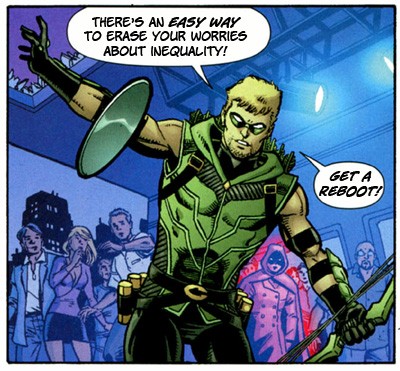 THERE'S AN EASY WAY
TO ERASE YOUR WORRIES
ABOUT INEQUALITY!
GET A
REBOOT!